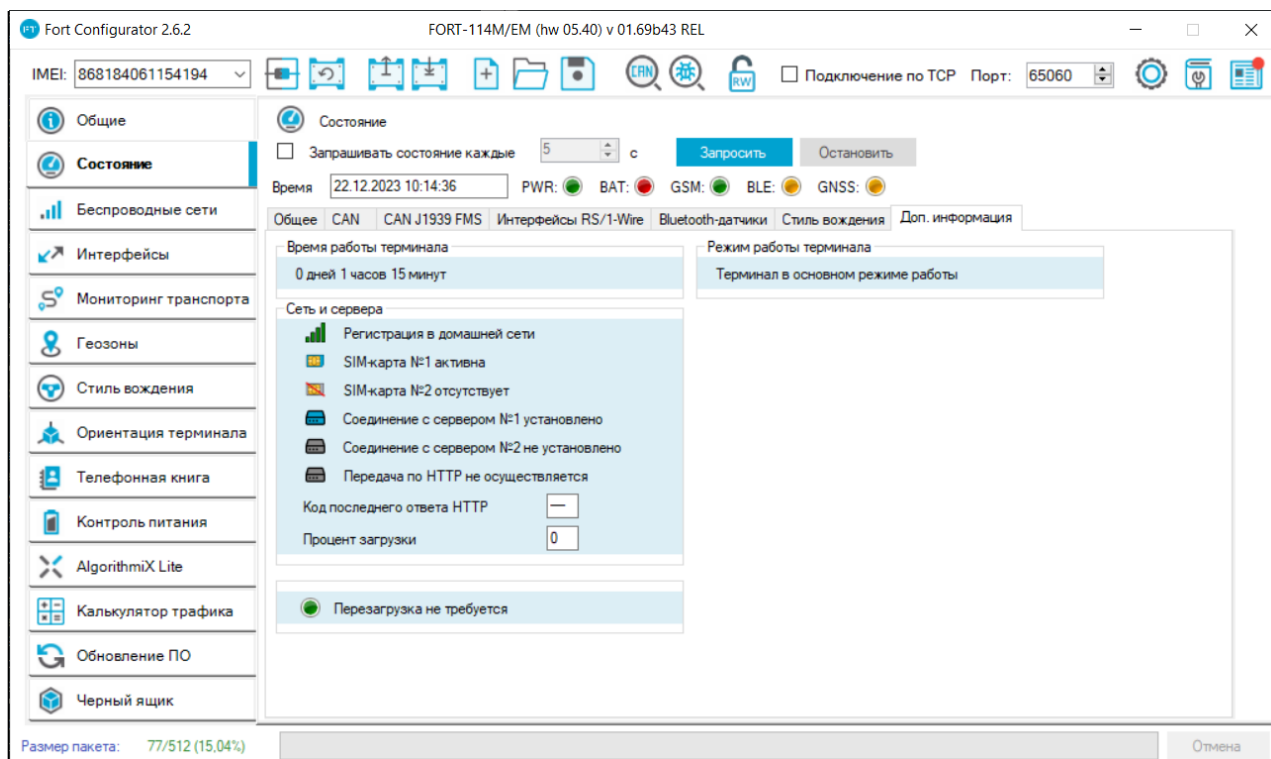 Fort Configurator 2.6.2
FORT-114M/EM (hw 05.40) v 01.69b43 REL
IMEI: 868184061154194
CAN
RW
Подключение по TCP Порт: 65060
Общие
Состояние
Беспроводные сети
Интерфейсы
Мониторинг транспорта
Геозоны
Стиль вождения
Ориентация терминала
Телефонная книга
Контроль питания
AlgorithmiX Lite
Калькулятор трафика
Обновление ПО
Черный ящик
Состояние
Запрашивать состояние каждые 5 с Запросить Остановить
Время 22.12.2023 10:14:36 PWR: BAT: GSM: BLE: GNSS:
Общее CAN CAN J1939 FMS Интерфейсы RS/1-Wire Bluetooth-датчики Стиль вождения Доп. информация
Время работы терминала
0 дней 1 часов 15 минут
Режим работы терминала
Терминал в основном режиме работы
Сеть и сервера
Регистрация в домашней сети
SIM-карта №1 активна
SIM-карта №2 отсутствует
Соединение с сервером №1 установлено
Соединение с сервером №2 не установлено
Передача по HTTP не осуществляется
Код последнего ответа HTTP —
Процент загрузки 0
Перезагрузка не требуется
Размер пакета: 77/512 (15,04%)
Отмена